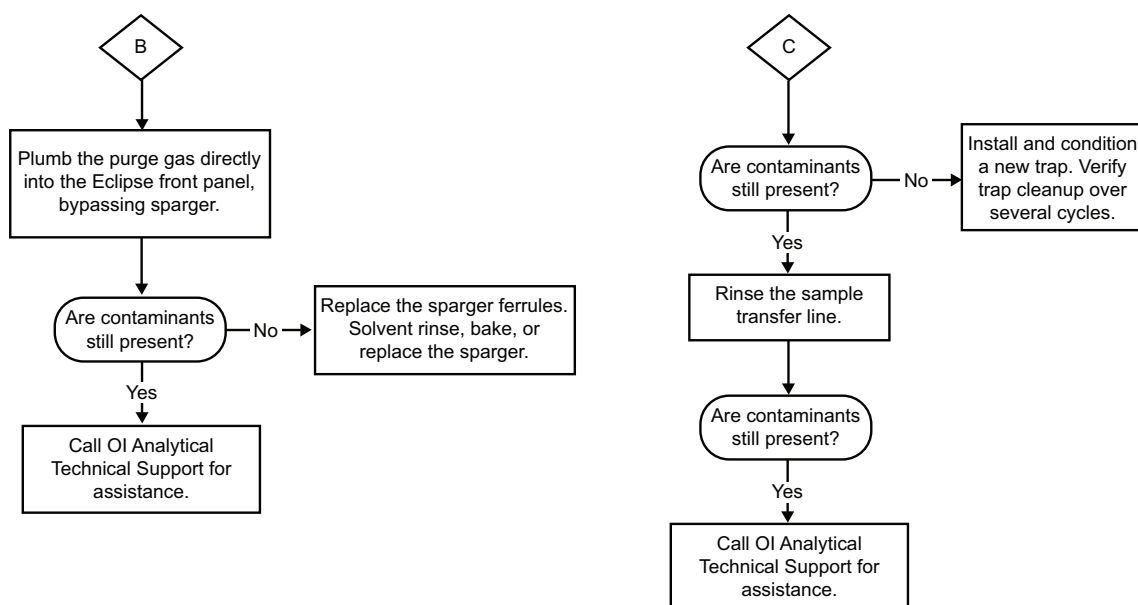 B
Plumb the purge gas directly
into the Eclipse front panel,
bypassing sparger.
Are contaminants
still present?
No
Replace the sparger ferrules.
Solvent rinse, bake, or
replace the sparger.
Yes
Call OI Analytical
Technical Support for
assistance.
C
Are contaminants
still present?
No
Install and condition
a new trap. Verify
trap cleanup over
several cycles.
Yes
Rinse the sample
transfer line.
Are contaminants
still present?
Yes
Call OI Analytical
Technical Support for
assistance.